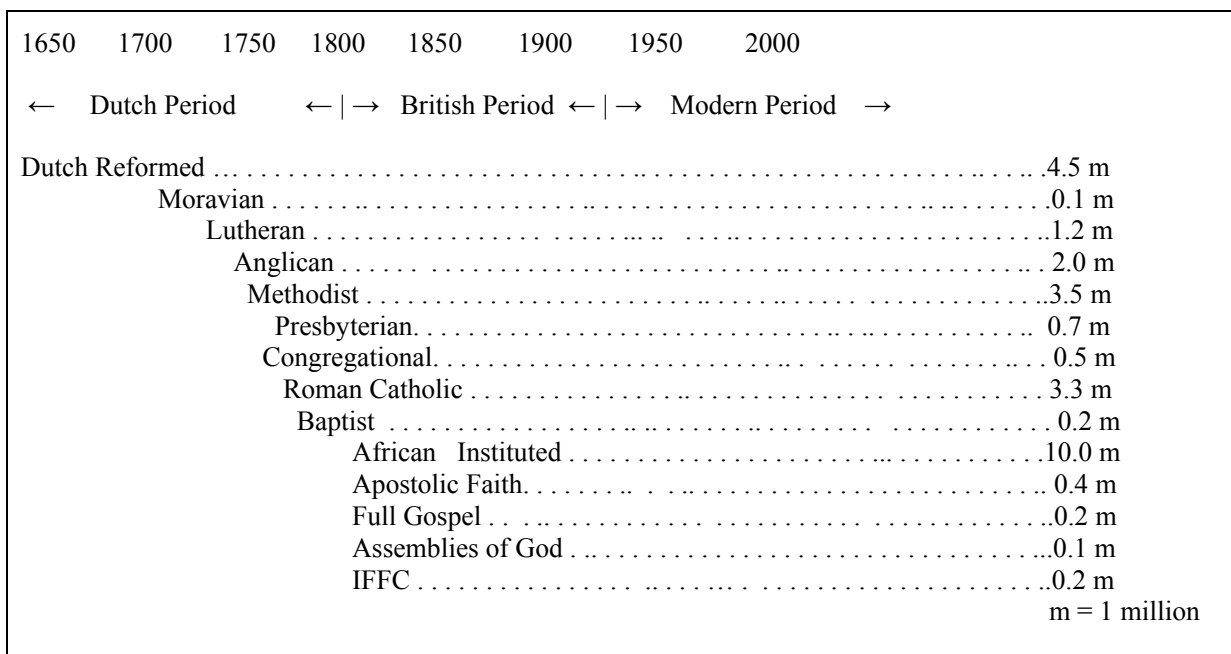 1650 1700 1750 1800 1850 1900 1950 2000
← Dutch Period ← | → British Period ← | → Modern Period →
Dutch Reformed … . . . . . . . . . . . . . . . . . . . . . . . . . . . . .. . . . . . . . . . . . . . . . . . . . . .. . . .. .4.5 m
Moravian . . . . . . .. . . . . . . . . . . . . . . .. . . . . . . . . . . . . . . . . . . . . .. .. . . . . . . .0.1 m
Lutheran . . . . . . . . . . . . . . . . . . . . ... .. . . .. . . . . . . . . . . . . . . . . . . . ..1.2 m
Anglican . . . . . . . . . . . . . . . . . . . . . . . . . .. . . . . . . . . . . . . . . .. . 2.0 m
Methodist . . . . . . . . . . . . . . . . . . . . . .. . . . .. . . . . . . . . . . . . . . ..3.5 m
Presbyterian. . . . . . . . . . . . . . . . . . . . . . . . .. .. . . . . . . . . . .. 0.7 m
Congregational. . . . . . . . . . . . . . . . . . . . . .. . . . . . . . . . . . . .. . 0.5 m
Roman Catholic . . . . . . . . . . . . .. . . . . . . . . . . . . . . . . . . . . . . . 3.3 m
Baptist . . . . . . . . . . . . . . . .. .. .. . . . .. . . . . . . . . . . . . . . . . . 0.2 m
African Instituted . . . . . . . . . . . . . . . . . . .. . . . . . . . . . .10.0 m
Apostolic Faith. . . . . . .. . . .. . . . . . . . . . . . . . . . . . . . . .. 0.4 m
Full Gospel . . . .. . . . . . . . . . . . . . . . . . . . . . . . . . . . . ..0.2 m
Assemblies of God . .. . . . . . . . . . . . . . . . . . . . . . . . . . ...0.1 m
IFFC . . . . . . . . . . . . . .. . . ... . . . . . . . . . . . . . . . . . . . ..0.2 m
m = 1 million